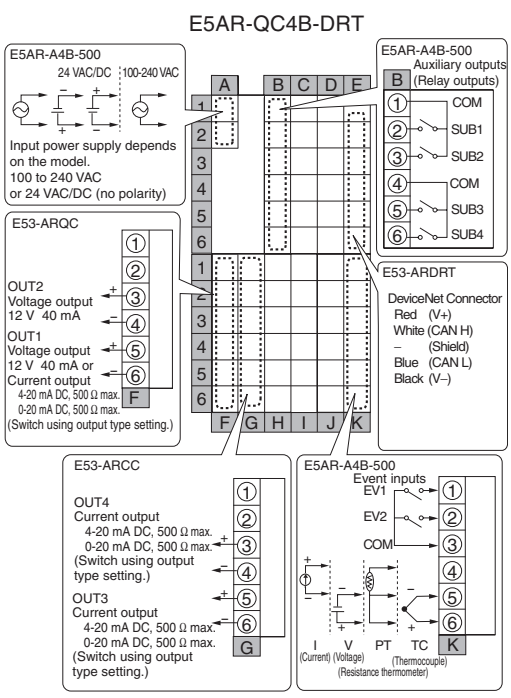 E5AR-QC4B-DRT
E5AR-A4B-500
24 VAC/DC 100-240 VAC
− − + +
Input power supply depends
on the model.
100 to 240 VAC
or 24 VAC/DC (no polarity)
A B C D E
1
2
3
4
5
6
1
2
3
4
5
6
F G H I J K
E5AR-A4B-500
Auxiliary outputs
(Relay outputs)
B
1 COM
2 SUB1
3 SUB2
4 COM
5 SUB3
6 SUB4
E53-ARQC
1
2
OUT2
Voltage output + 3
12 V 40 mA − 4
OUT1
Voltage output + 5
12 V 40 mA or
Current output − 6
4-20 mA DC, 500 Ω max.
0-20 mA DC, 500 Ω max.
F
(Switch using output type setting.)
E53-ARDRT
DeviceNet Connector
Red (V+)
White (CAN H)
– (Shield)
Blue (CAN L)
Black (V–)
E53-ARCC
1
OUT4
Current output 2
4-20 mA DC, 500 Ω max.
0-20 mA DC, 500 Ω max. + 3
(Switch using output
type setting.) − 4
OUT3 + 5
Current output
4-20 mA DC, 500 Ω max. − 6
0-20 mA DC, 500 Ω max.
G
(Switch using output
type setting.)
E5AR-A4B-500
Event inputs
EV1 1
EV2 2
COM 3
4
5
6
+ − − + − +
I V PT TC K
(Current) (Voltage) (Thermocouple)
(Resistance thermometer)